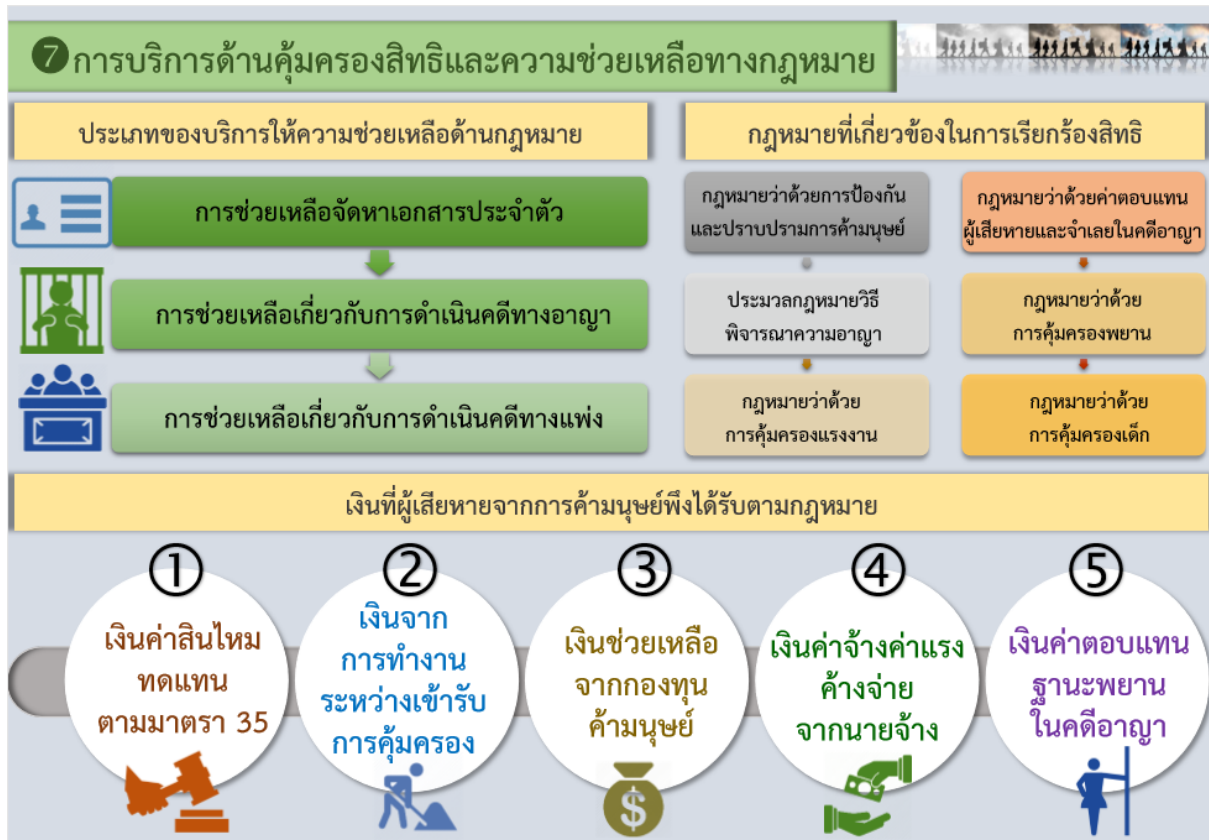 ❼การบริการด้านคุ้มครองสิทธิและความช่วยเหลือทางกฎหมาย
ประเภทของบริการให้ความช่วยเหลือด้านกฎหมาย
การช่วยเหลือจัดหาเอกสารประจำตัว
การช่วยเหลือเกี่ยวกับการดำเนินคดีทางอาญา
การช่วยเหลือเกี่ยวกับการดำเนินคดีทางแพ่ง
กฎหมายที่เกี่ยวข้องในการเรียกร้องสิทธิ
กฎหมายว่าด้วยการป้องกัน
และปราบปรามการค้ามนุษย์
ประมวลกฎหมายวิธี
พิจารณาความอาญา
กฎหมายว่าด้วย
การคุ้มครองแรงงาน
กฎหมายว่าด้วยค่าตอบแทน
ผู้เสียหายและจำเลยในคดีอาญา
กฎหมายว่าด้วย
การคุ้มครองพยาน
กฎหมายว่าด้วย
การคุ้มครองเด็ก
เงินที่ผู้เสียหายจากการค้ามนุษย์พึงได้รับตามกฎหมาย
①
เงินค่าสินไหม
ทดแทน
ตามมาตรา 35
②
เงินจาก
การทำงาน
ระหว่างเข้ารับ
การคุ้มครอง
③
เงินช่วยเหลือ
จากกองทุน
ค้ามนุษย์
$
④
เงินค่าจ้างค่าแรง
ค้างจ่าย
จากนายจ้าง
⑤
เงินค่าตอบแทน
ฐานะพยาน
ในคดีอาญา